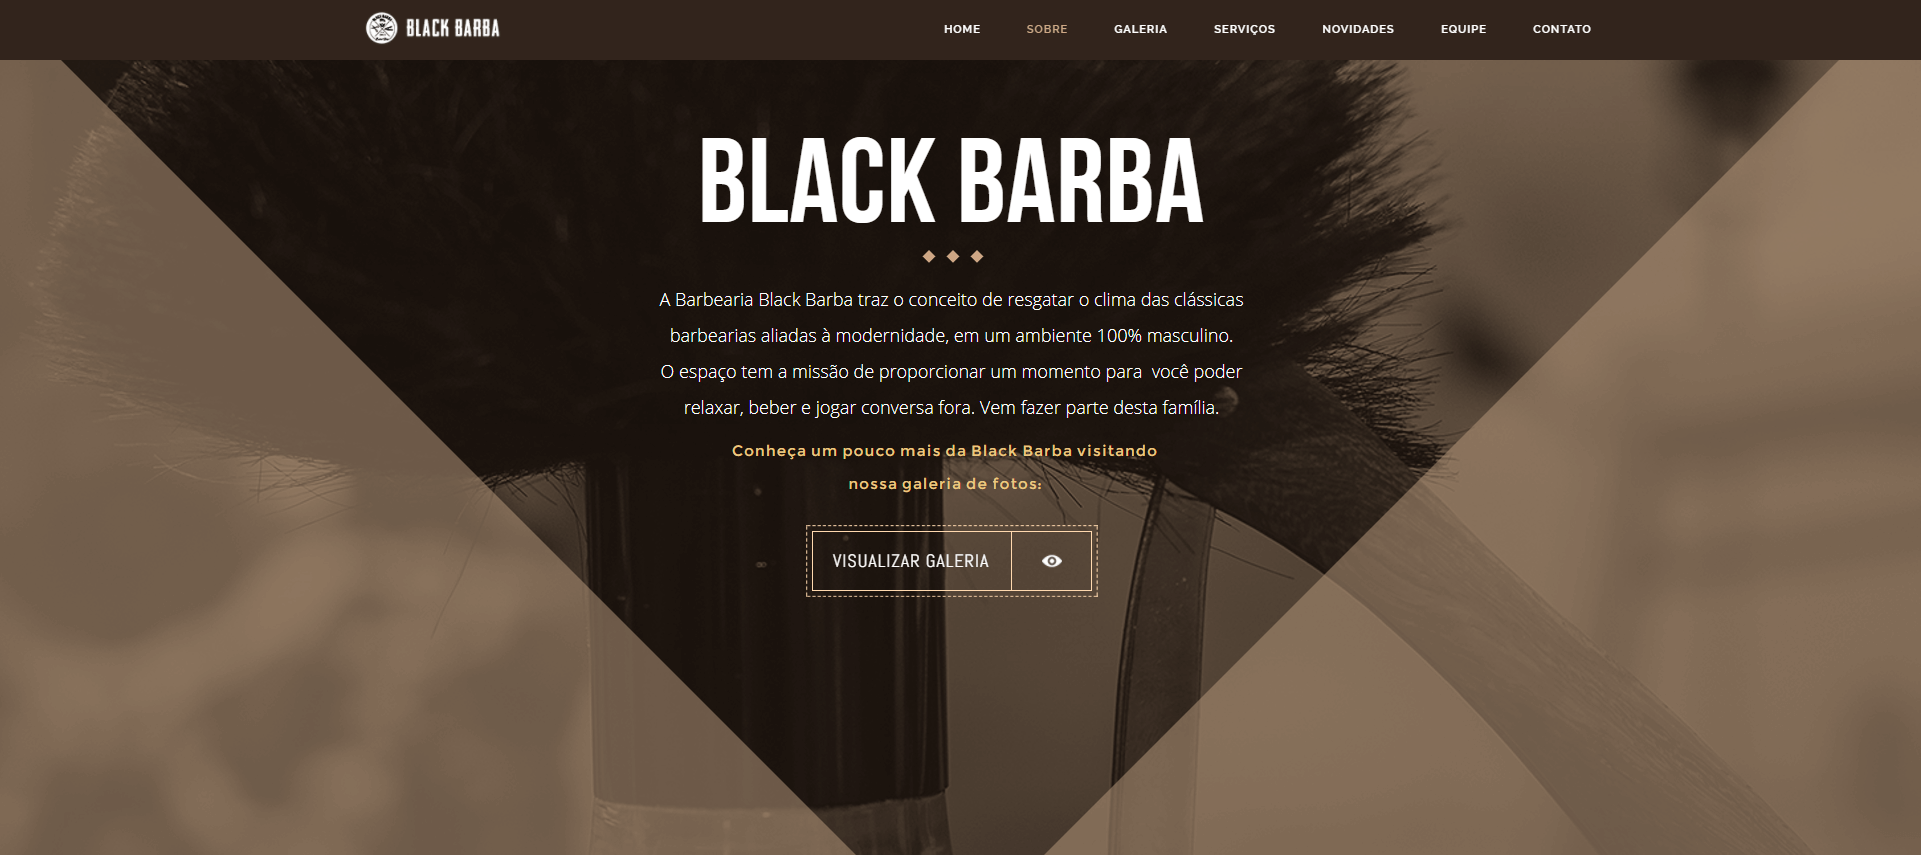 BLACK BARBA
HOME
SOBRE
GALERIA
SERVIÇOS
NOVIDADES
EQUIPE
CONTATO
BLACK BARBA
A Barbearia Black Barba traz o conceito de resgatar o clima das clássicas
barbearias aliadas à modernidade, em um ambiente 100% masculino.
O espaço tem a missão de proporcionar um momento para você poder
relaxar, beber e jogar conversa fora. Vem fazer parte desta família.
Conheça um pouco mais da Black Barba visitando
nossa galeria de fotos:
VISUALIZAR GALERIA